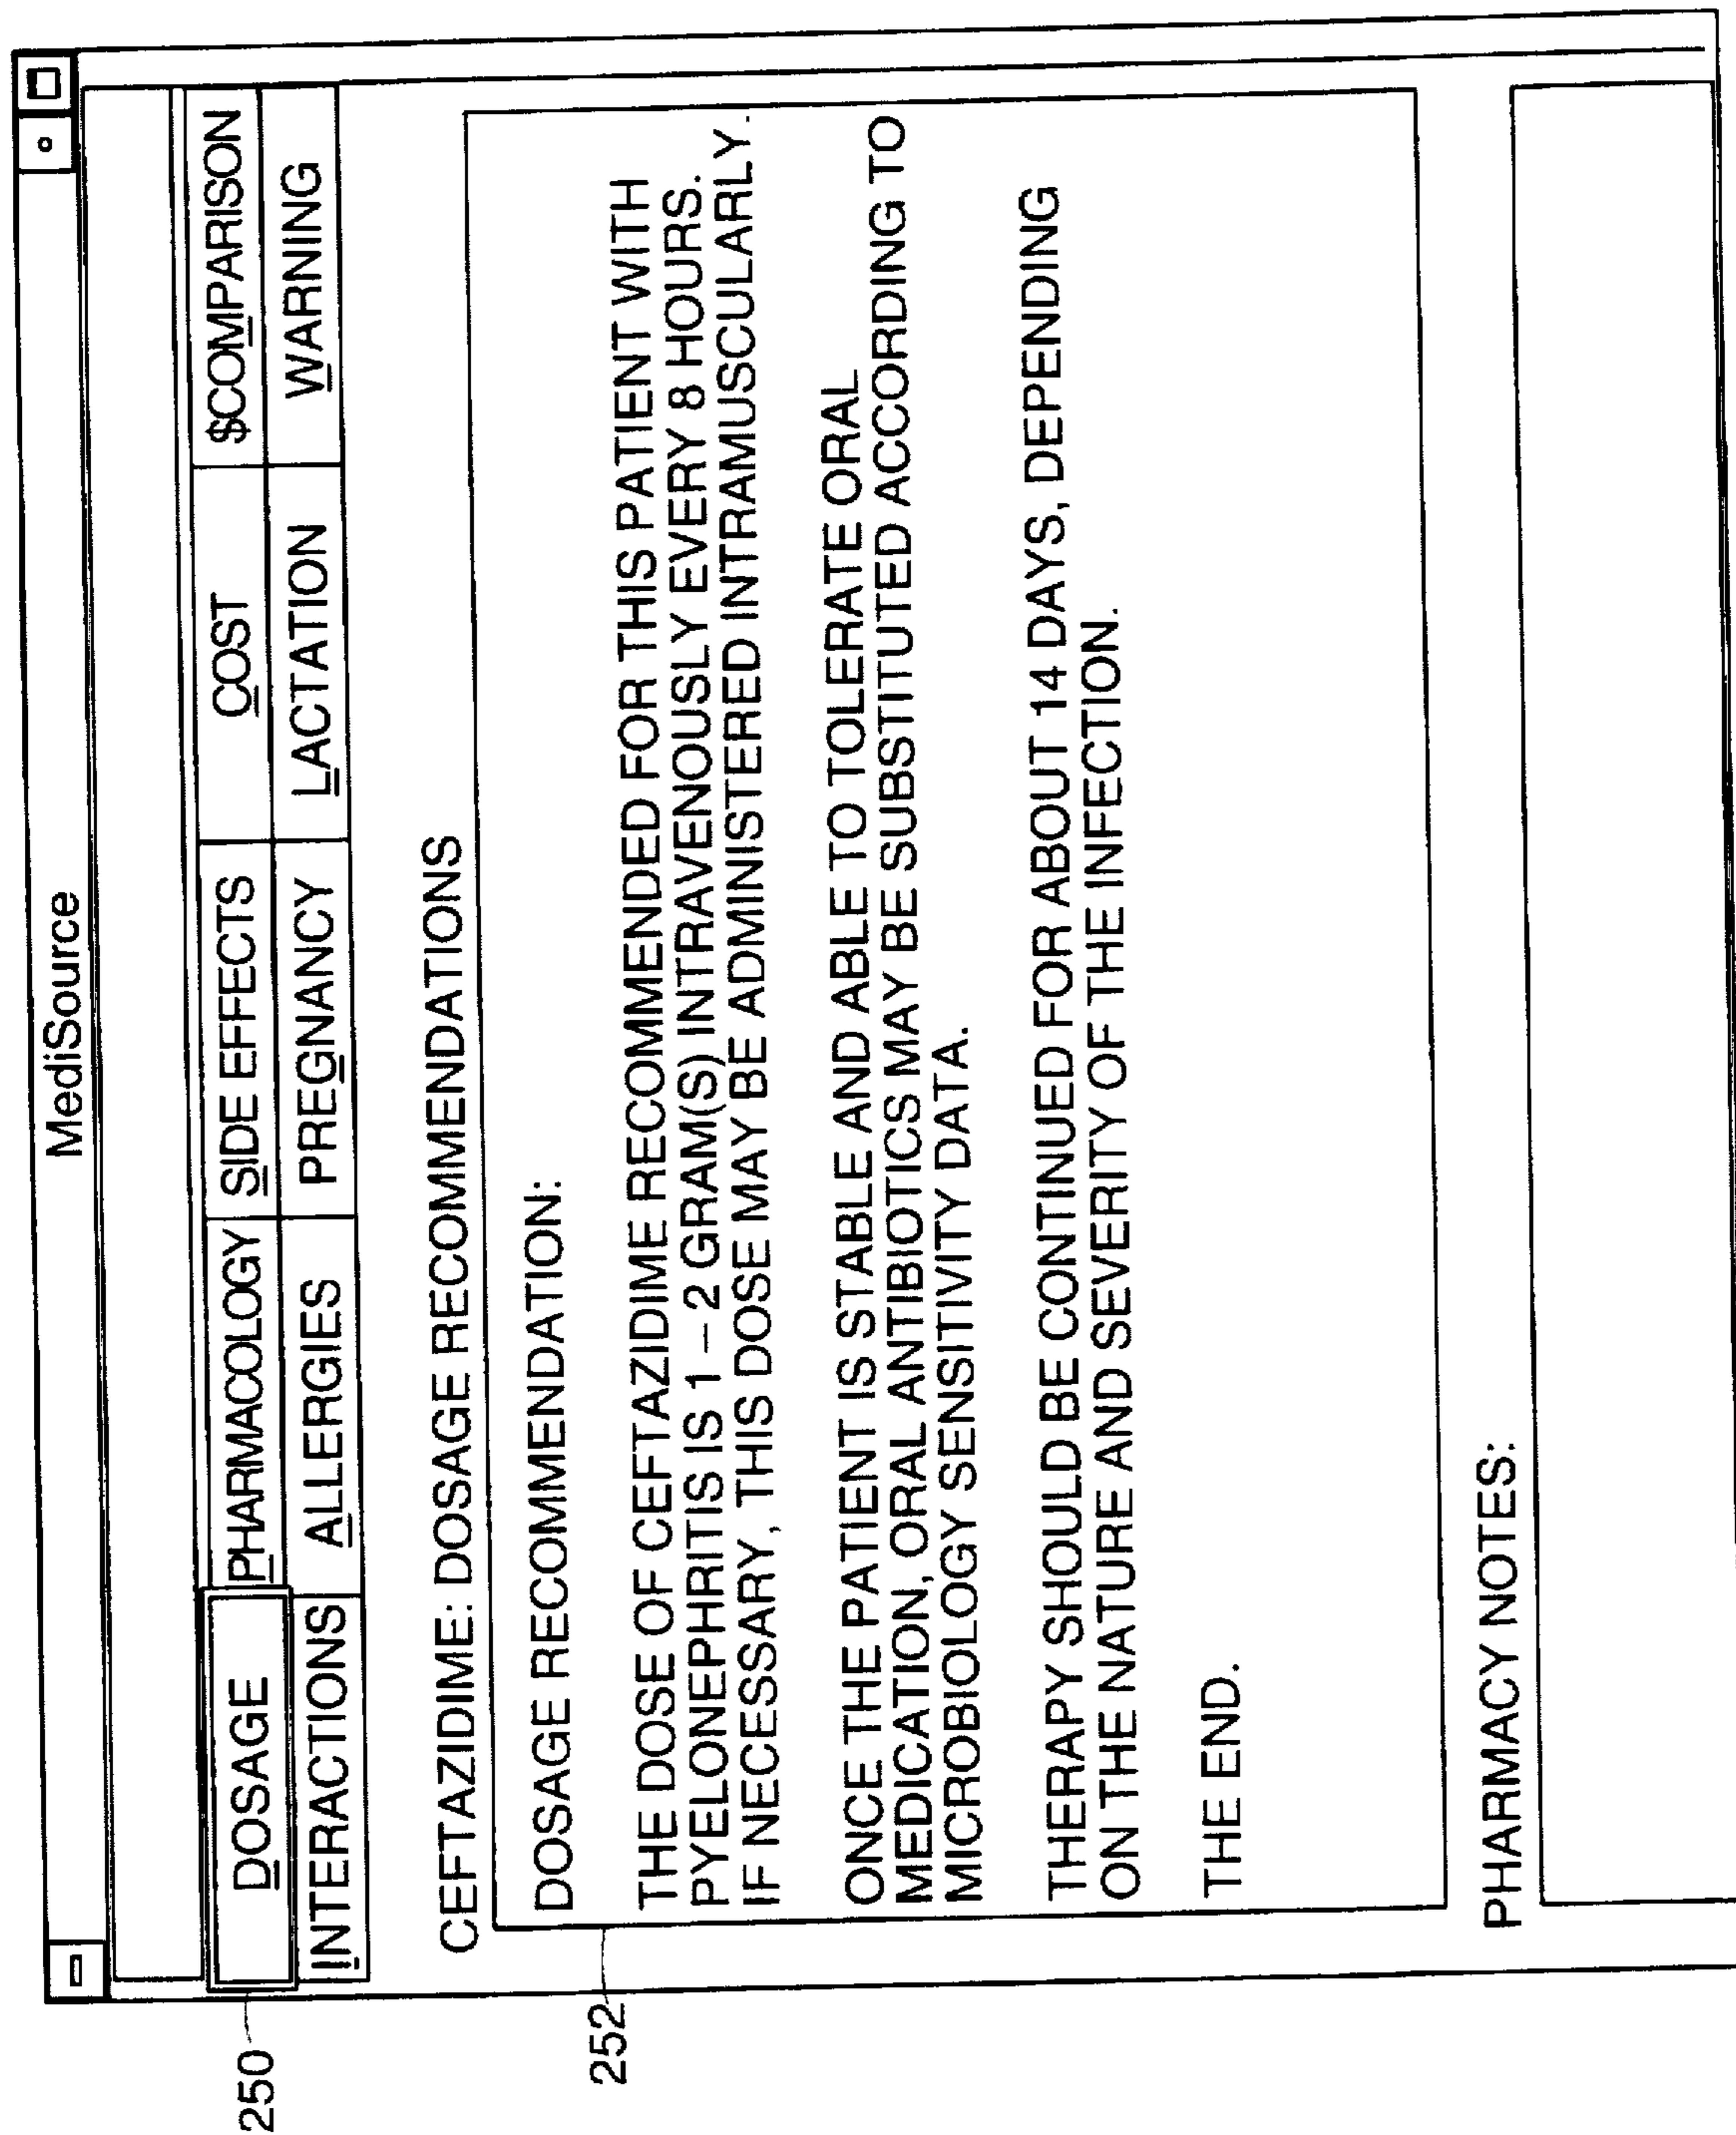 MediSource
DOSAGE PHARMACOLOGY SIDE EFFECTS COST $COMPARISON
INTERACTIONS ALLERGIES PREGNANCY LACTATION WARNING
250
CEFTAZIDIME: DOSAGE RECOMMENDATIONS
252
DOSAGE RECOMMENDATION:
THE DOSE OF CEFTAZIDIME RECOMMENDED FOR THIS PATIENT WITH
PYELONEPHRITIS IS 1 – 2 GRAM(S) INTRAVENOUSLY EVERY 8 HOURS.
IF NECESSARY, THIS DOSE MAY BE ADMINISTERED INTRAMUSCULARLY.
ONCE THE PATIENT IS STABLE AND ABLE TO TOLERATE ORAL
MEDICATION, ORAL ANTIBIOTICS MAY BE SUBSTITUTED ACCORDING TO
MICROBIOLOGY SENSITIVITY DATA.
THERAPY SHOULD BE CONTINUED FOR ABOUT 14 DAYS, DEPENDING
ON THE NATURE AND SEVERITY OF THE INFECTION.
THE END.
PHARMACY NOTES: